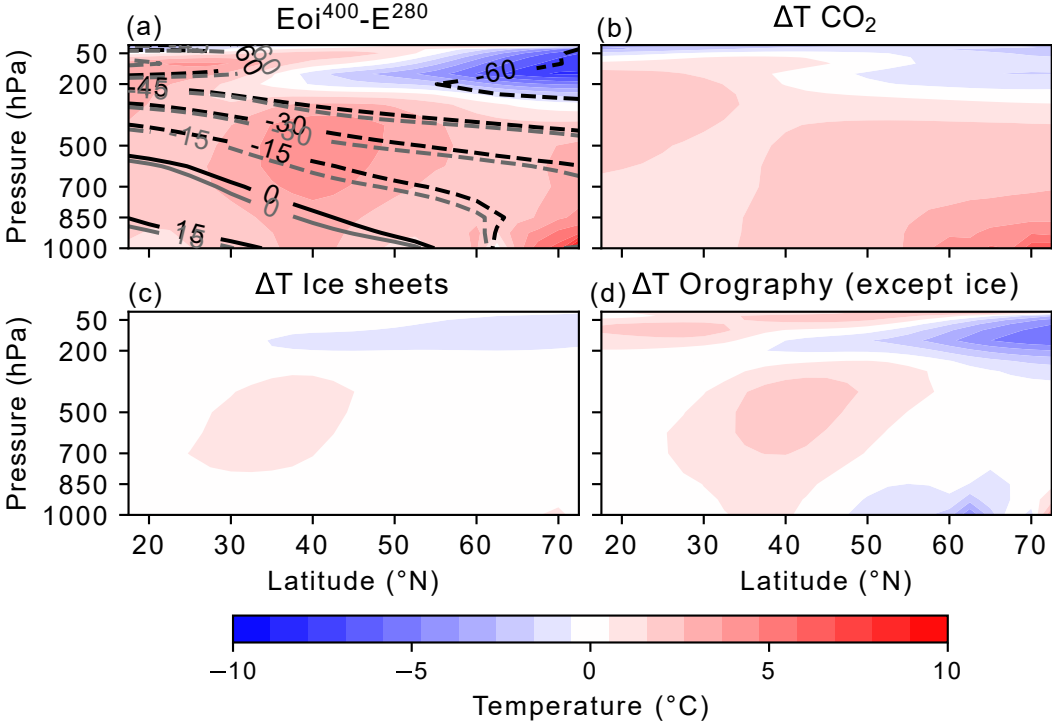 (a) Eoi⁴⁰⁰-E²⁸⁰
(b) ΔT CO₂
Pressure (hPa)
50
200
500
700
850
1000
60
60
-60
-45
-30
-30
-15
-15
-15
0
0
15
15
(c) ΔT Ice sheets
(d) ΔT Orography (except ice)
Pressure (hPa)
50
200
500
700
850
1000
20 30 40 50 60 70
20 30 40 50 60 70
Latitude (°N)
Latitude (°N)
−10 −5 0 5 10
Temperature (°C)